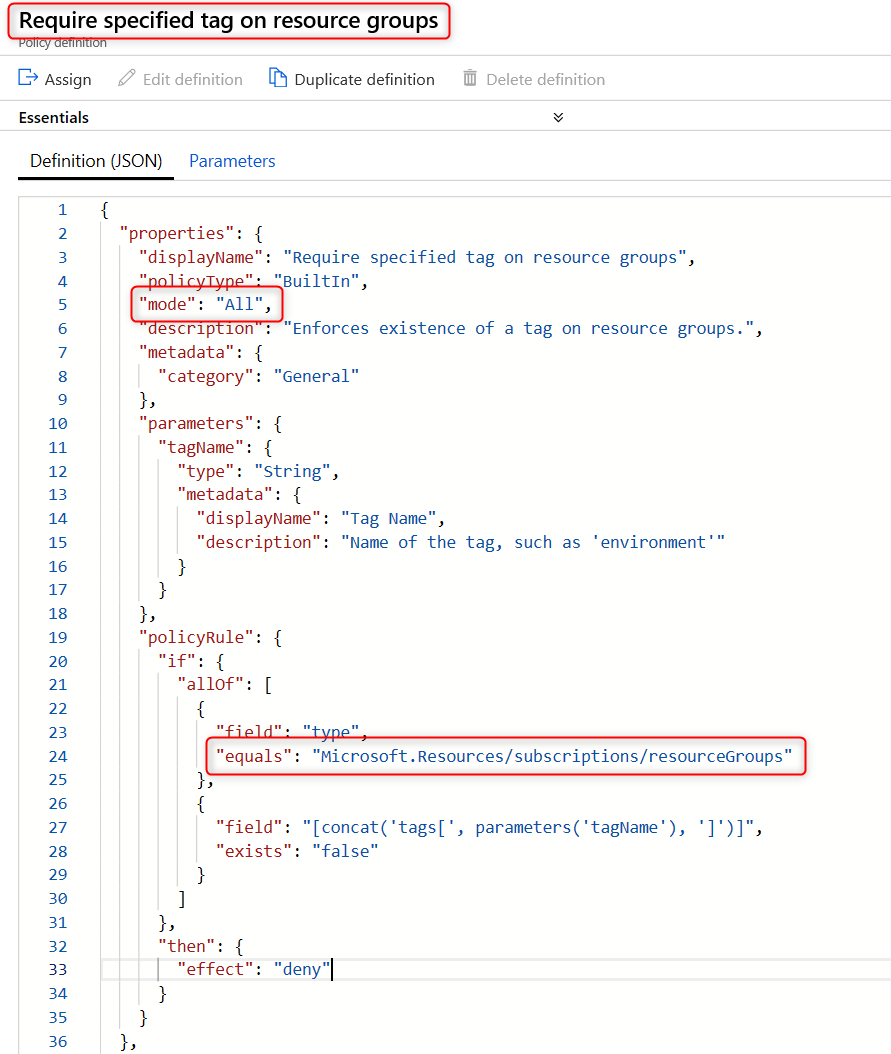 Require specified tag on resource groups
Policy definition
Assign Edit definition Duplicate definition Delete definition
Essentials
Definition (JSON) Parameters
1 {
2 "properties": {
3 "displayName": "Require specified tag on resource groups",
4 "policyType": "BuiltIn",
5 "mode": "All",
6 "description": "Enforces existence of a tag on resource groups.",
7 "metadata": {
8 "category": "General"
9 },
10 "parameters": {
11 "tagName": {
12 "type": "String",
13 "metadata": {
14 "displayName": "Tag Name",
15 "description": "Name of the tag, such as 'environment'"
16 }
17 }
18 },
19 "policyRule": {
20 "if": {
21 "allOf": [
22 {
23 "field": "type",
24 "equals": "Microsoft.Resources/subscriptions/resourceGroups"
25 },
26 {
27 "field": "[concat('tags[', parameters('tagName'), ']')]",
28 "exists": "false"
29 }
30 ]
31 },
32 "then": {
33 "effect": "deny"
34 }
35 }
36 },